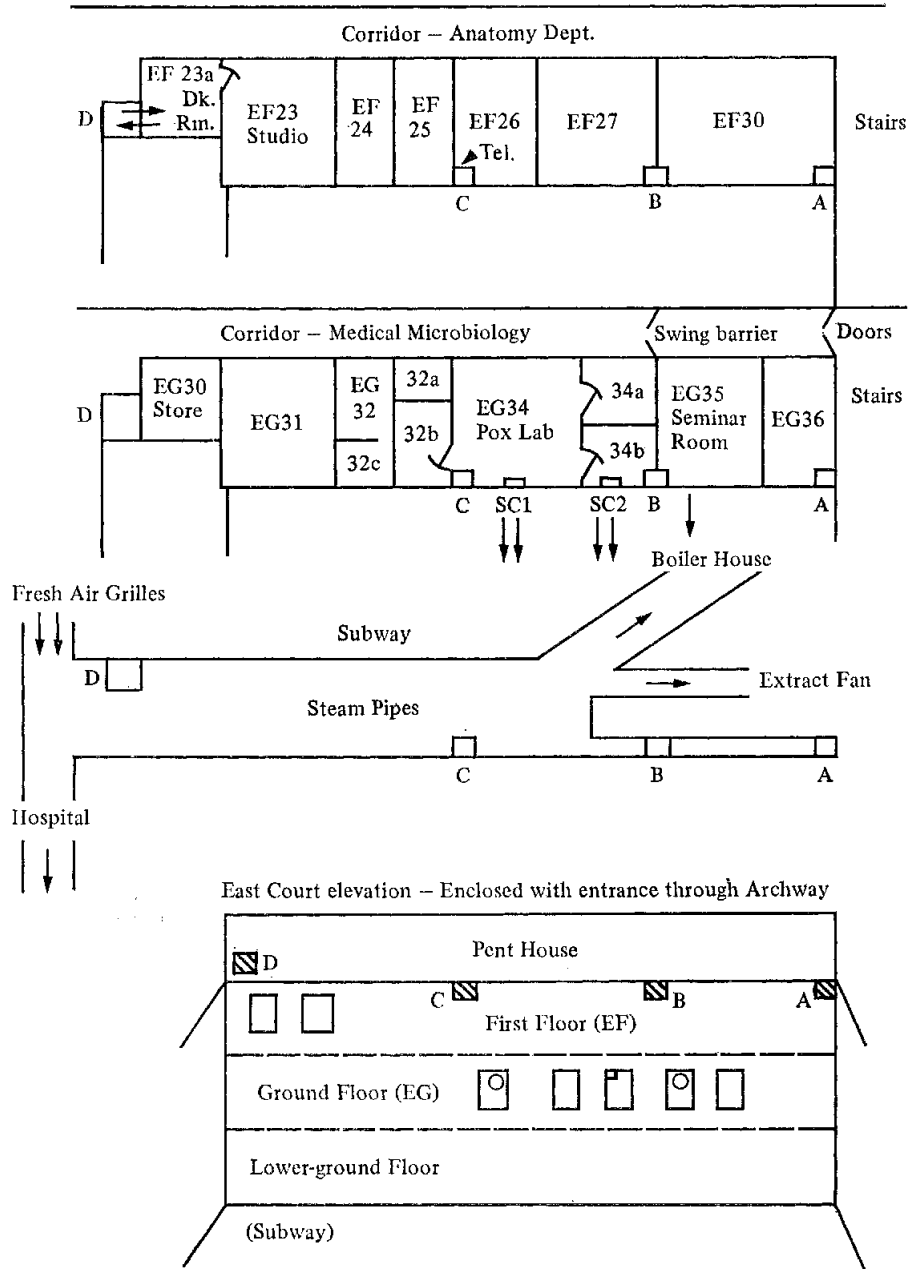 Corridor – Anatomy Dept.
EF 23a
Dk.
Rm.
D
EF23
Studio
EF
24
EF
25
EF26
Tel.
EF27
EF30
Stairs
C
B
A
Corridor – Medical Microbiology
Swing barrier
Doors
D
EG30
Store
EG31
EG
32
32c
32a
32b
EG34
Pox Lab
34a
34b
EG35
Seminar
Room
EG36
Stairs
C
SC1
SC2
B
A
Boiler House
Fresh Air Grilles
Subway
D
Steam Pipes
Extract Fan
C
B
A
Hospital
East Court elevation – Enclosed with entrance through Archway
Pent House
D
C
B
A
First Floor (EF)
Ground Floor (EG)
Lower-ground Floor
(Subway)